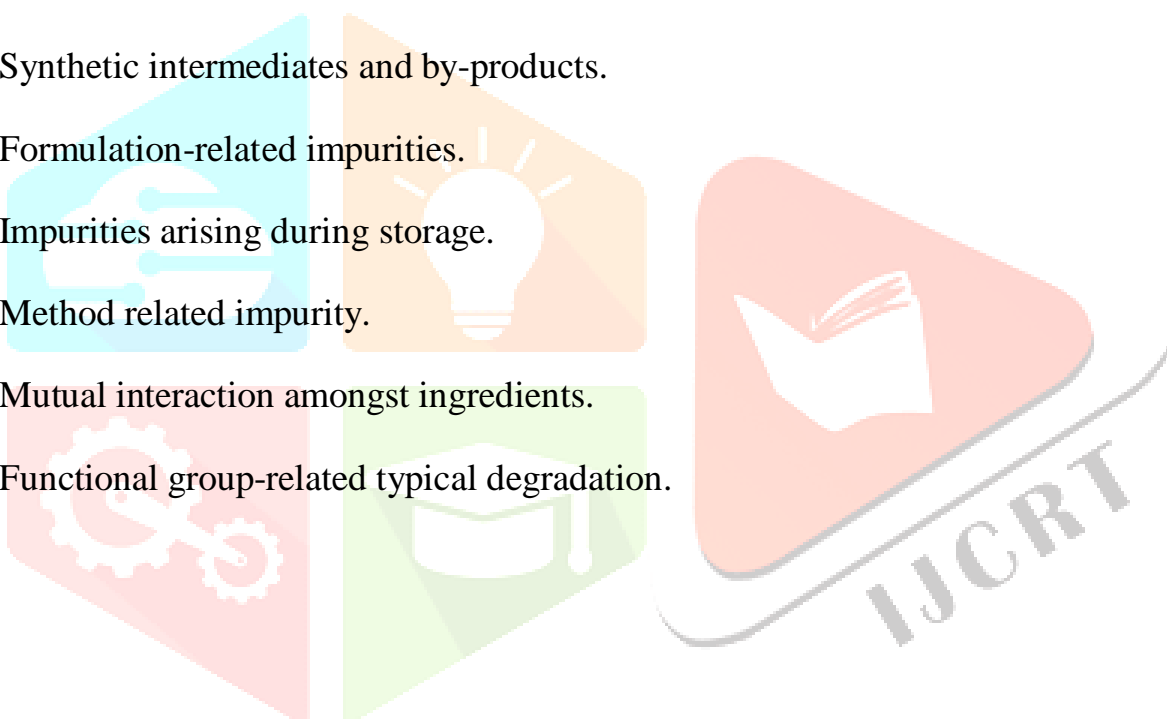 Synthetic intermediates and by-products.
Formulation-related impurities.
Impurities arising during storage.
Method related impurity.
Mutual interaction amongst ingredients.
Functional group-related typical degradation.
IJCRT